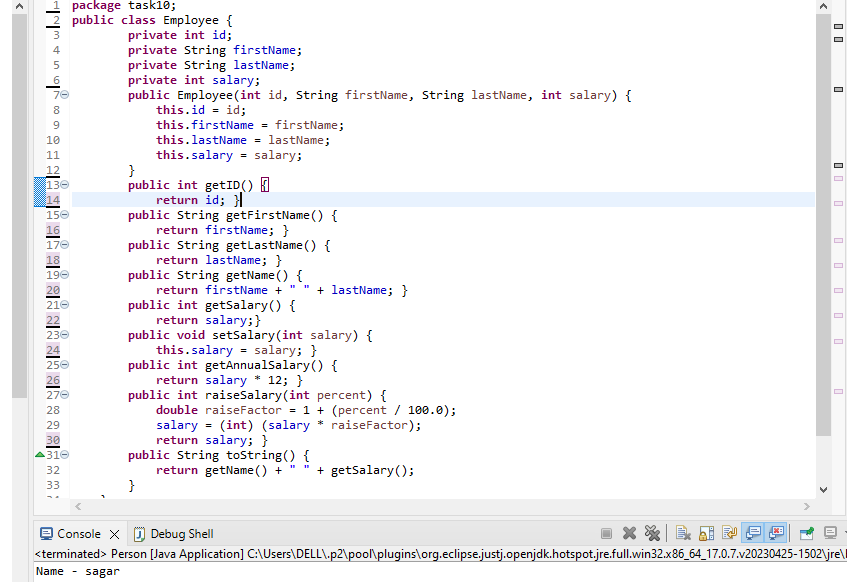 1 package task10;
2 public class Employee {
3 private int id;
4 private String firstName;
5 private String lastName;
6 private int salary;
7 public Employee(int id, String firstName, String lastName, int salary) {
8 this.id = id;
9 this.firstName = firstName;
10 this.lastName = lastName;
11 this.salary = salary;
12 }
13 public int getID() {
14 return id; }
15 public String getFirstName() {
16 return firstName; }
17 public String getLastName() {
18 return lastName; }
19 public String getName() {
20 return firstName + " " + lastName; }
21 public int getSalary() {
22 return salary;}
23 public void setSalary(int salary) {
24 this.salary = salary; }
25 public int getAnnualSalary() {
26 return salary * 12; }
27 public int raiseSalary(int percent) {
28 double raiseFactor = 1 + (percent / 100.0);
29 salary = (int) (salary * raiseFactor);
30 return salary; }
31 public String toString() {
32 return getName() + " " + getSalary();
33 }
Console Debug Shell
<terminated> Person [Java Application] C:\Users\DELL\.p2\pool\plugins\org.eclipse.justj.openjdk.hotspot.jre.full.win32.x86_64_17.0.7.v20230425-1502\jre\
Name - sagar